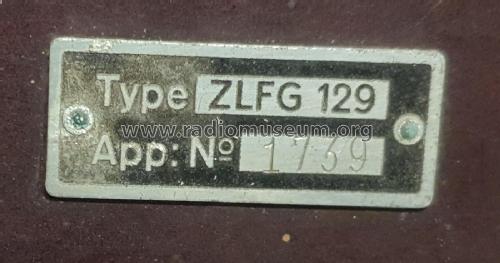 Type ZLFG 129
www.radiomuseum.org
App: Nº 1739